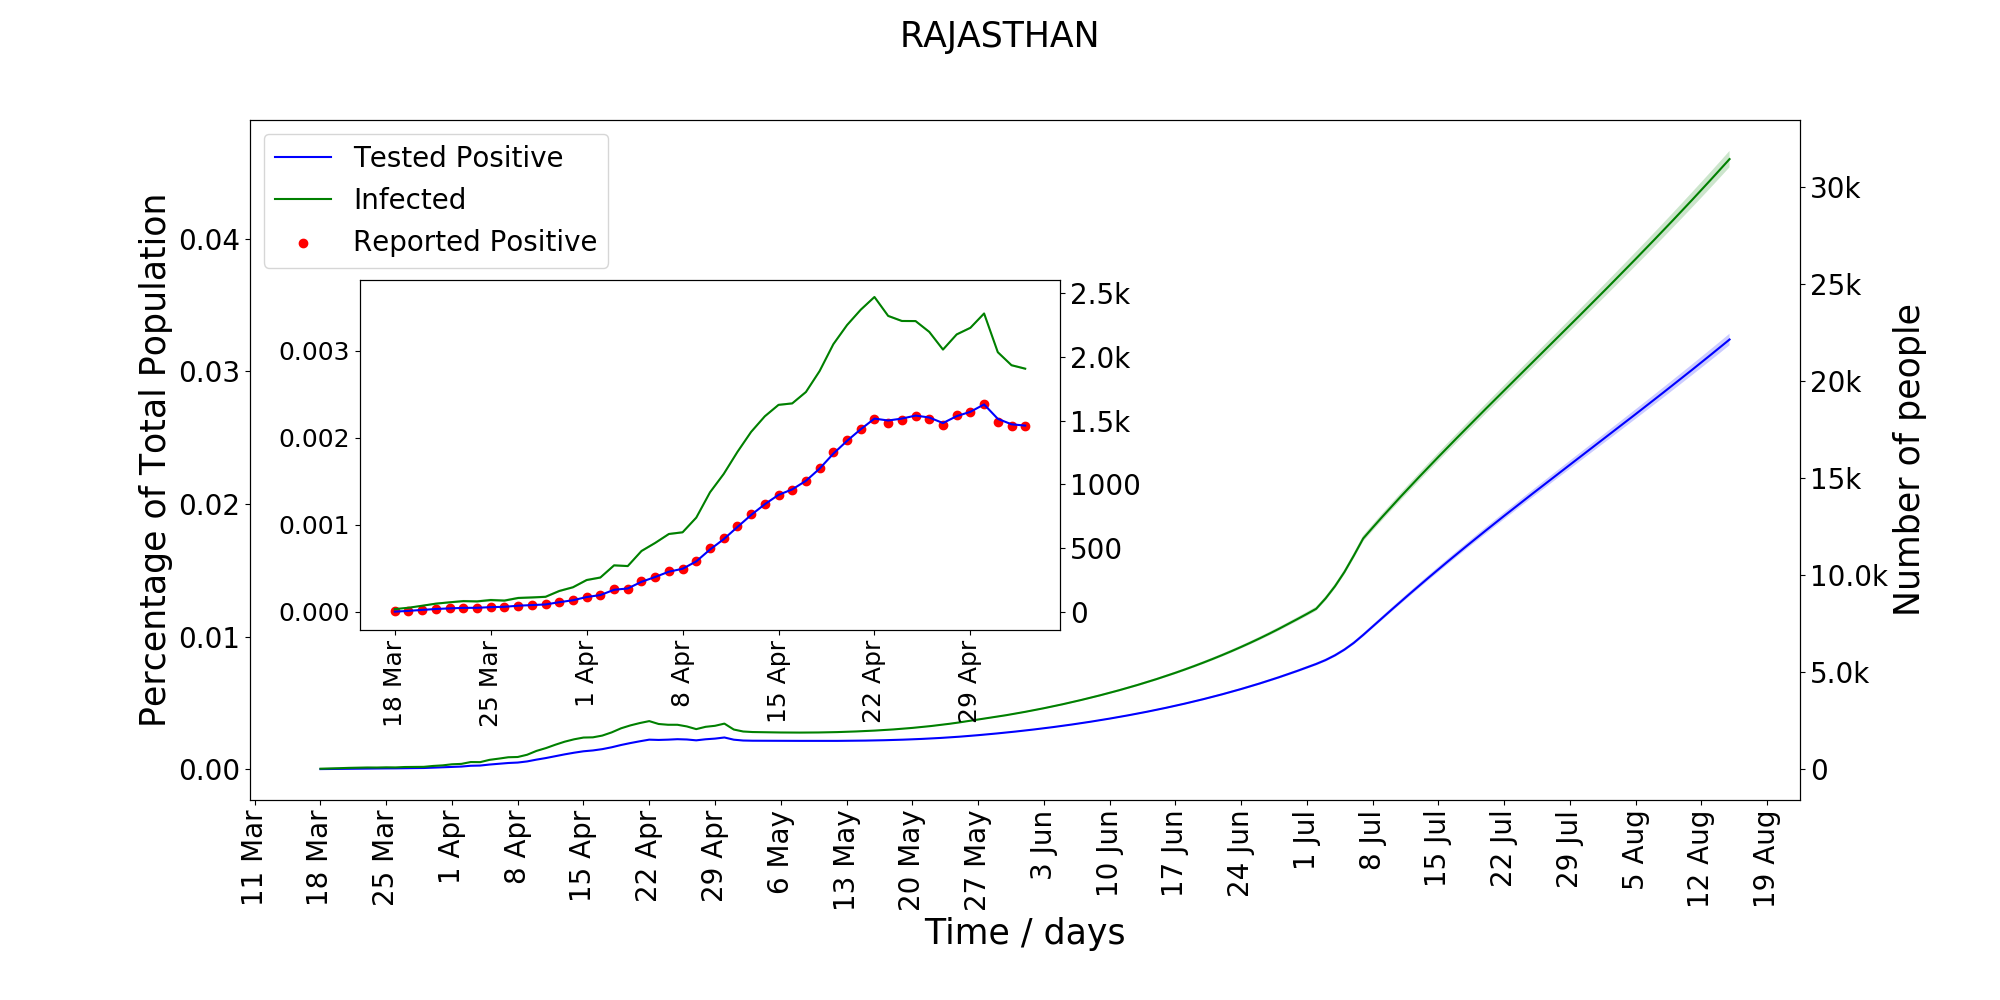 RAJASTHAN
Tested Positive
Infected
Reported Positive
Percentage of Total Population
0.04
0.03
0.02
0.01
0.00
30k
25k
20k
15k
10.0k
5.0k
0
Number of people
0.003
0.002
0.001
0.000
2.5k
2.0k
1.5k
1000
500
0
18 Mar
25 Mar
1 Apr
8 Apr
15 Apr
22 Apr
29 Apr
11 Mar
18 Mar
25 Mar
1 Apr
8 Apr
15 Apr
22 Apr
29 Apr
6 May
13 May
20 May
27 May
3 Jun
10 Jun
17 Jun
24 Jun
1 Jul
8 Jul
15 Jul
22 Jul
29 Jul
5 Aug
12 Aug
19 Aug
Time / days